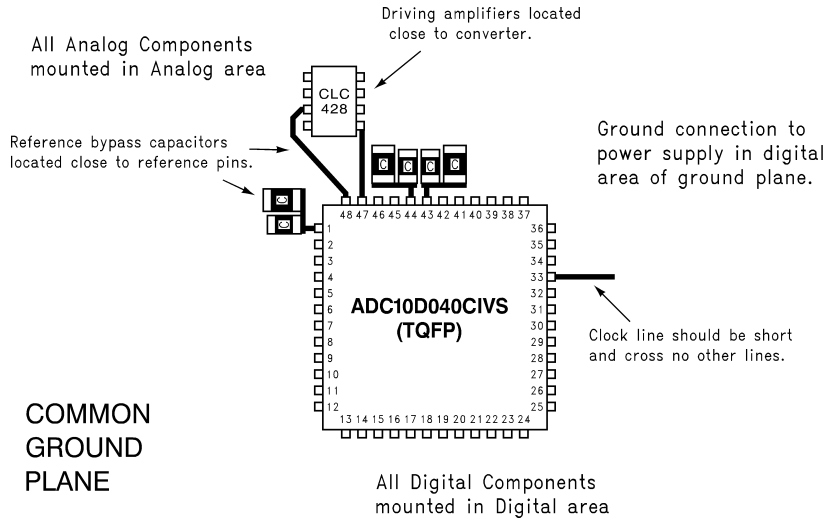 Driving amplifiers located
close to converter.
All Analog Components
mounted in Analog area
CLC
428
Reference bypass capacitors
located close to reference pins.
Ground connection to
power supply in digital
area of ground plane.
C C C C
C
C
48 47 46 45 44 43 42 41 40 39 38 37
1
2
3
4
5
6
7
8
9
10
11
12
36
35
34
33
32
31
30
29
28
27
26
25
ADC10D040CIVS
(TQFP)
13 14 15 16 17 18 19 20 21 22 23 24
Clock line should be short
and cross no other lines.
COMMON
GROUND
PLANE
All Digital Components
mounted in Digital area